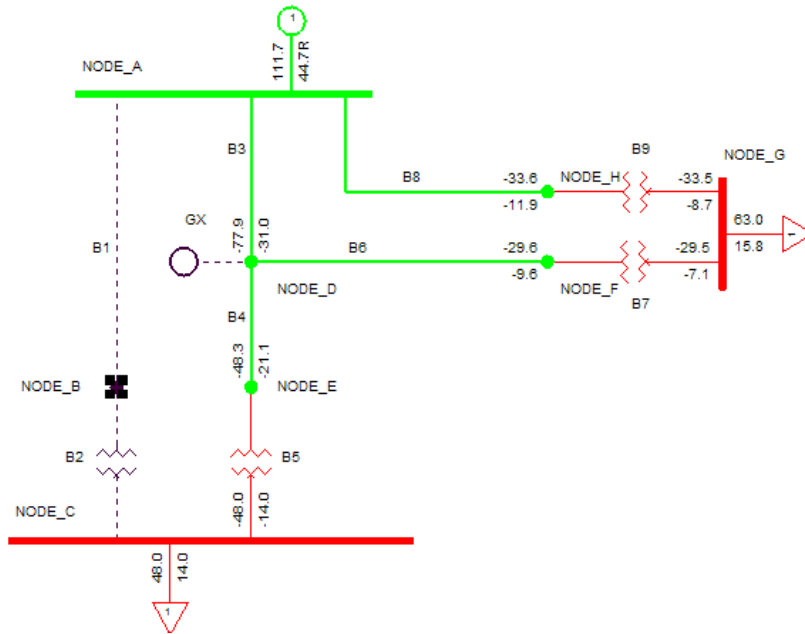 1
111.7
44.7R
NODE_A
B3
B9
NODE_G
B8
-33.6
NODE_H
-33.5
-11.9
-8.7
GX
63.0
15.8
1
B1
-77.9
-31.0
B6
-29.6
-29.5
-9.6
NODE_F
-7.1
NODE_D
B7
B4
-48.3
-21.1
NODE_B
NODE_E
B2
B5
NODE_C
-48.0
-14.0
48.0
14.0
1